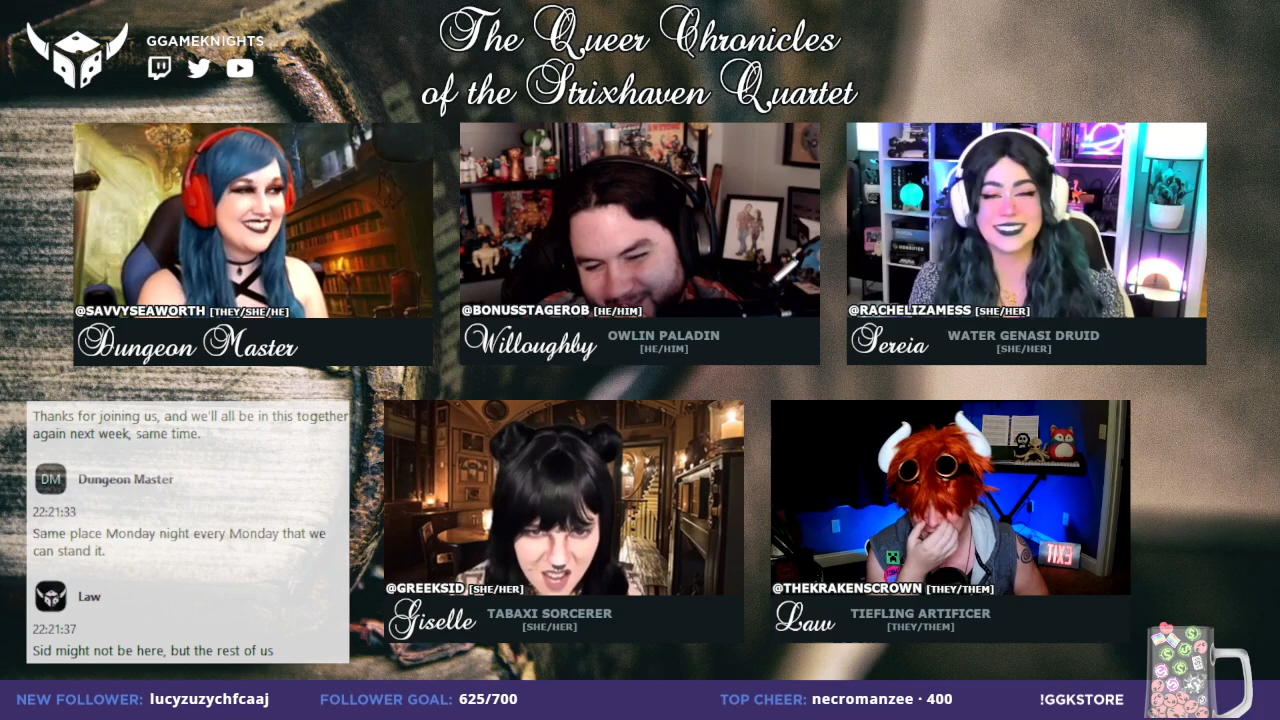 GGAMEKNIGHTS
The Queer Chronicles
of the Strixhaven Quartet
@SAVVYSEAWORTH [THEY/SHE/HE]
Dungeon Master
@BONUSSTAGEROB [HE/HIM]
Willoughby
OWLIN PALADIN
[HE/HIM]
@RACHELIZAMESS [SHE/HER]
Sereia
WATER GENASI DRUID
[SHE/HER]
Thanks for joining us, and we'll all be in this together
again next week, same time.
DM
Dungeon Master
22:21:33
Same place Monday night every Monday that we
can stand it.
Law
22:21:37
Sid might not be here, but the rest of us
@GREEKSID [SHE/HER]
Giselle
TABAXI SORCERER
[SHE/HER]
EXIT
@THEKRAKENSCROWN [THEY/THEM]
Law
TIEFLING ARTIFICER
[THEY/THEM]
NEW FOLLOWER: lucyzuzychfcaaj
FOLLOWER GOAL: 625/700
TOP CHEER: necromanzee · 400
!GGKSTORE